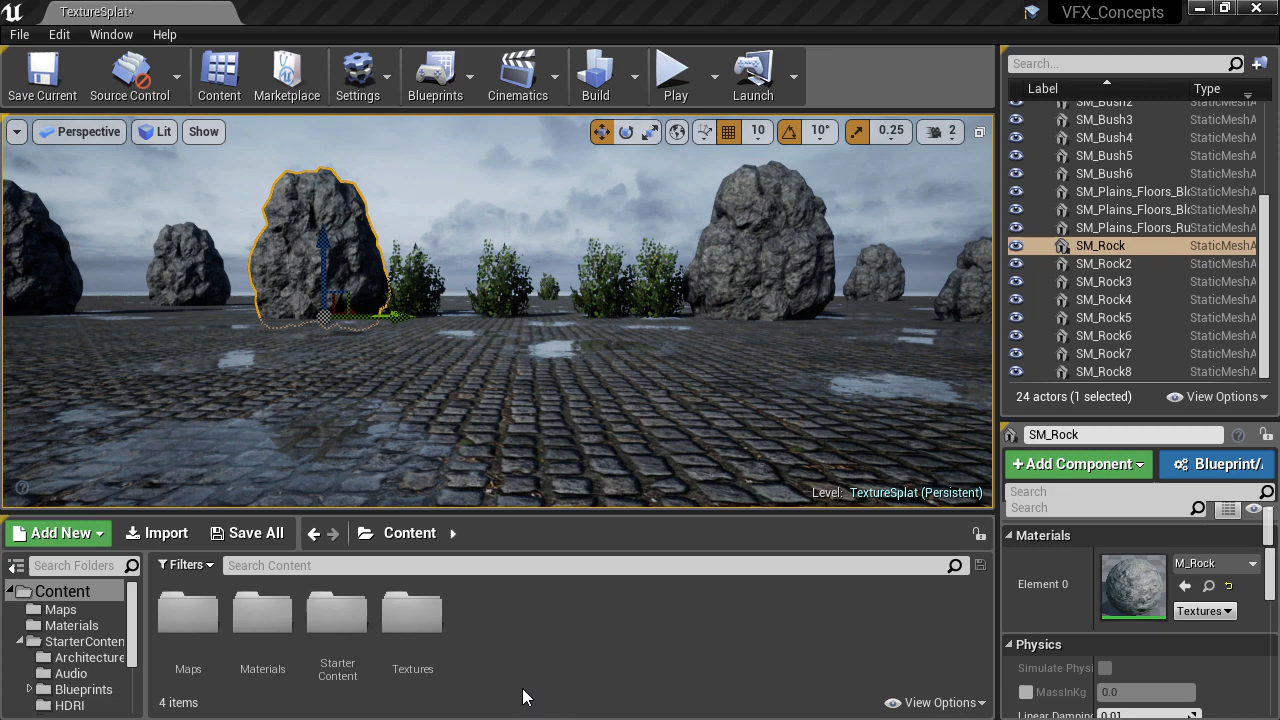 TextureSplat*
VFX_Concepts
File Edit Window Help
Save Current
Source Control
Content
Marketplace
Settings
Blueprints
Cinematics
Build
Play
Launch
Perspective
Lit
Show
10
10°
0.25
2
Level: TextureSplat (Persistent)
Search...
Label Type
SM_Bush2 StaticMeshA
SM_Bush3 StaticMeshA
SM_Bush4 StaticMeshA
SM_Bush5 StaticMeshA
SM_Bush6 StaticMeshA
SM_Plains_Floors_Blo StaticMeshA
SM_Plains_Floors_Blo StaticMeshA
SM_Plains_Floors_Ru StaticMeshA
SM_Rock StaticMeshA
SM_Rock2 StaticMeshA
SM_Rock3 StaticMeshA
SM_Rock4 StaticMeshA
SM_Rock5 StaticMeshA
SM_Rock6 StaticMeshA
SM_Rock7 StaticMeshA
SM_Rock8 StaticMeshA
24 actors (1 selected)
View Options
SM_Rock
+Add Component
Blueprint/
Search
Search
Materials
Element 0
M_Rock
Textures
Physics
Simulate Physi
MassInKg 0.0
Linear Damping 0.01
Add New
Import
Save All
Content
Search Folders
Filters
Search Content
Content
Maps
Materials
StarterConten
Architecture
Audio
Blueprints
HDRI
Maps
Materials
Starter
Content
Textures
4 items
View Options